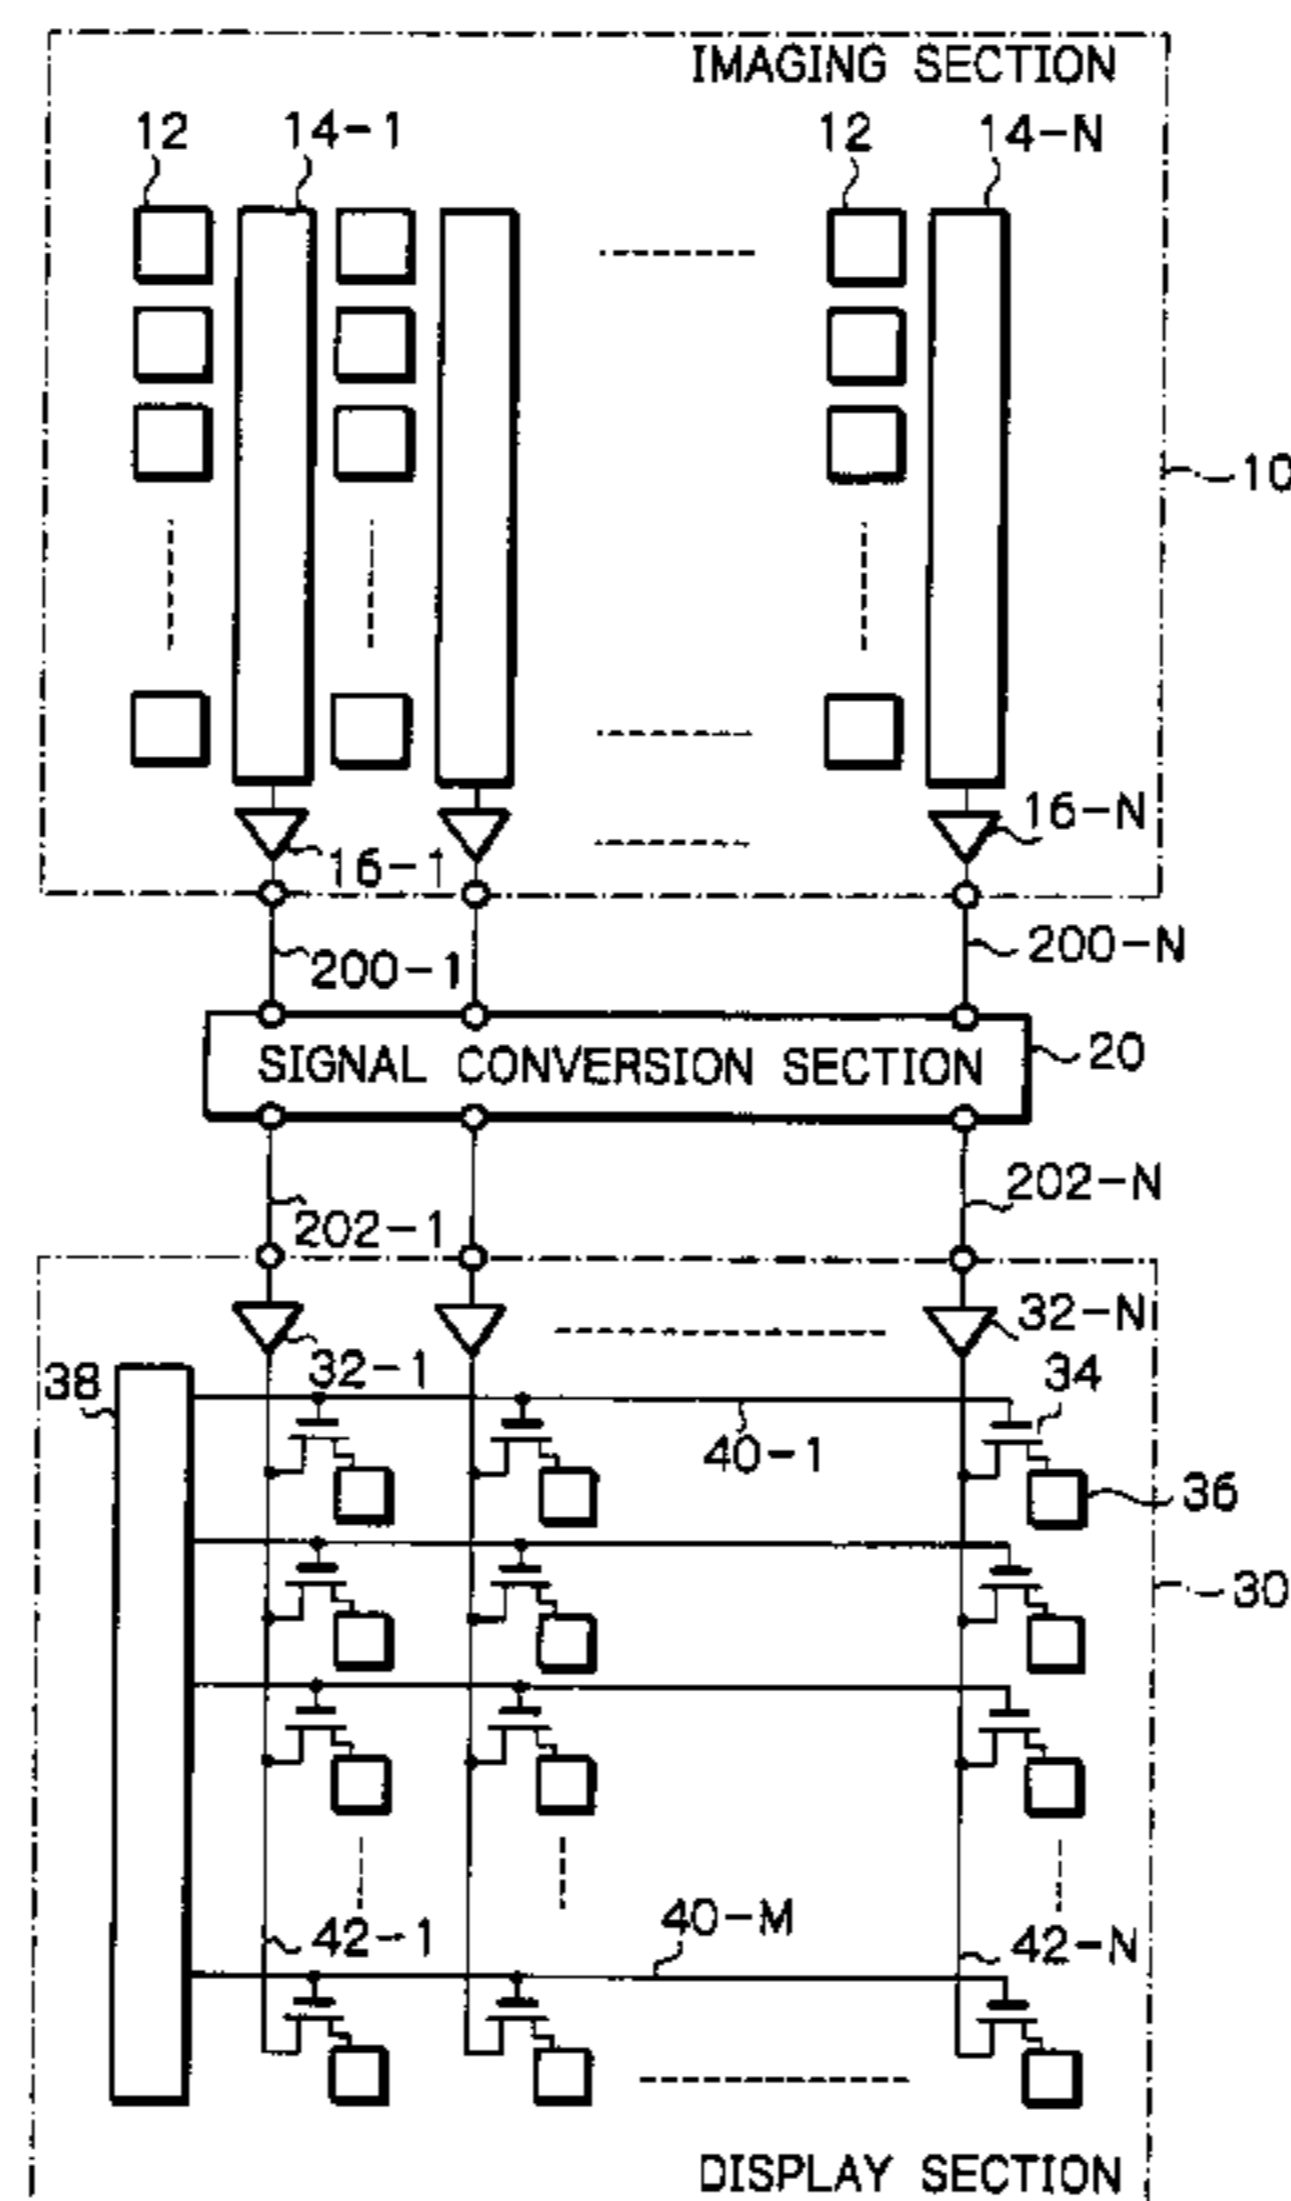 IMAGING SECTION
12
14-1
12
14-N
10
16-N
16-1
200-N
200-1
SIGNAL CONVERSION SECTION
20
202-N
202-1
32-N
32-1
38
34
40-1
36
30
40-M
42-1
42-N
DISPLAY SECTION